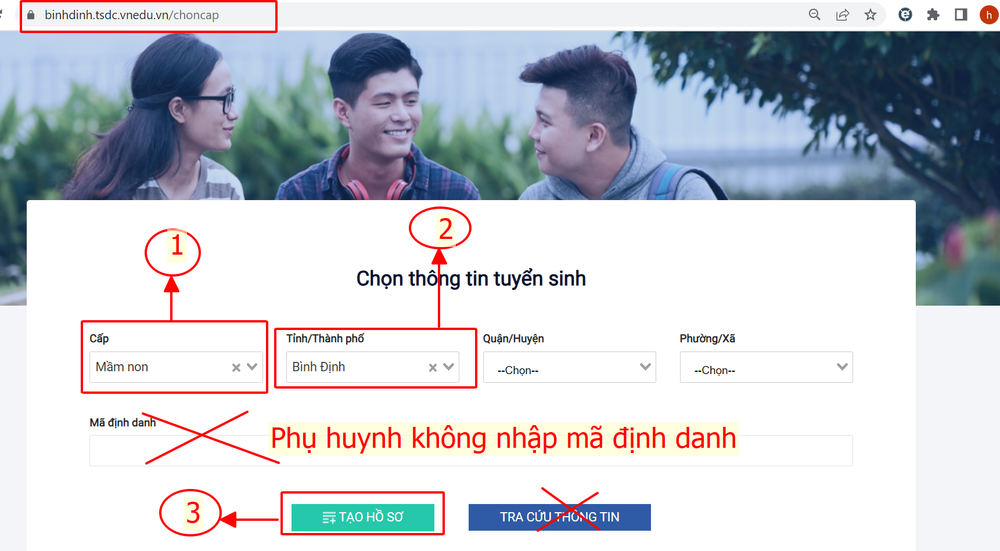 binhdinh.tsdc.vnedu.vn/choncap
h
1
2
Chọn thông tin tuyển sinh
Cấp
Tỉnh/Thành phố
Quận/Huyện
Phường/Xã
Mầm non
Bình Định
--Chọn--
--Chọn--
Mã định danh
Phụ huynh không nhập mã định danh
3
TẠO HỒ SƠ
TRA CỨU THÔNG TIN